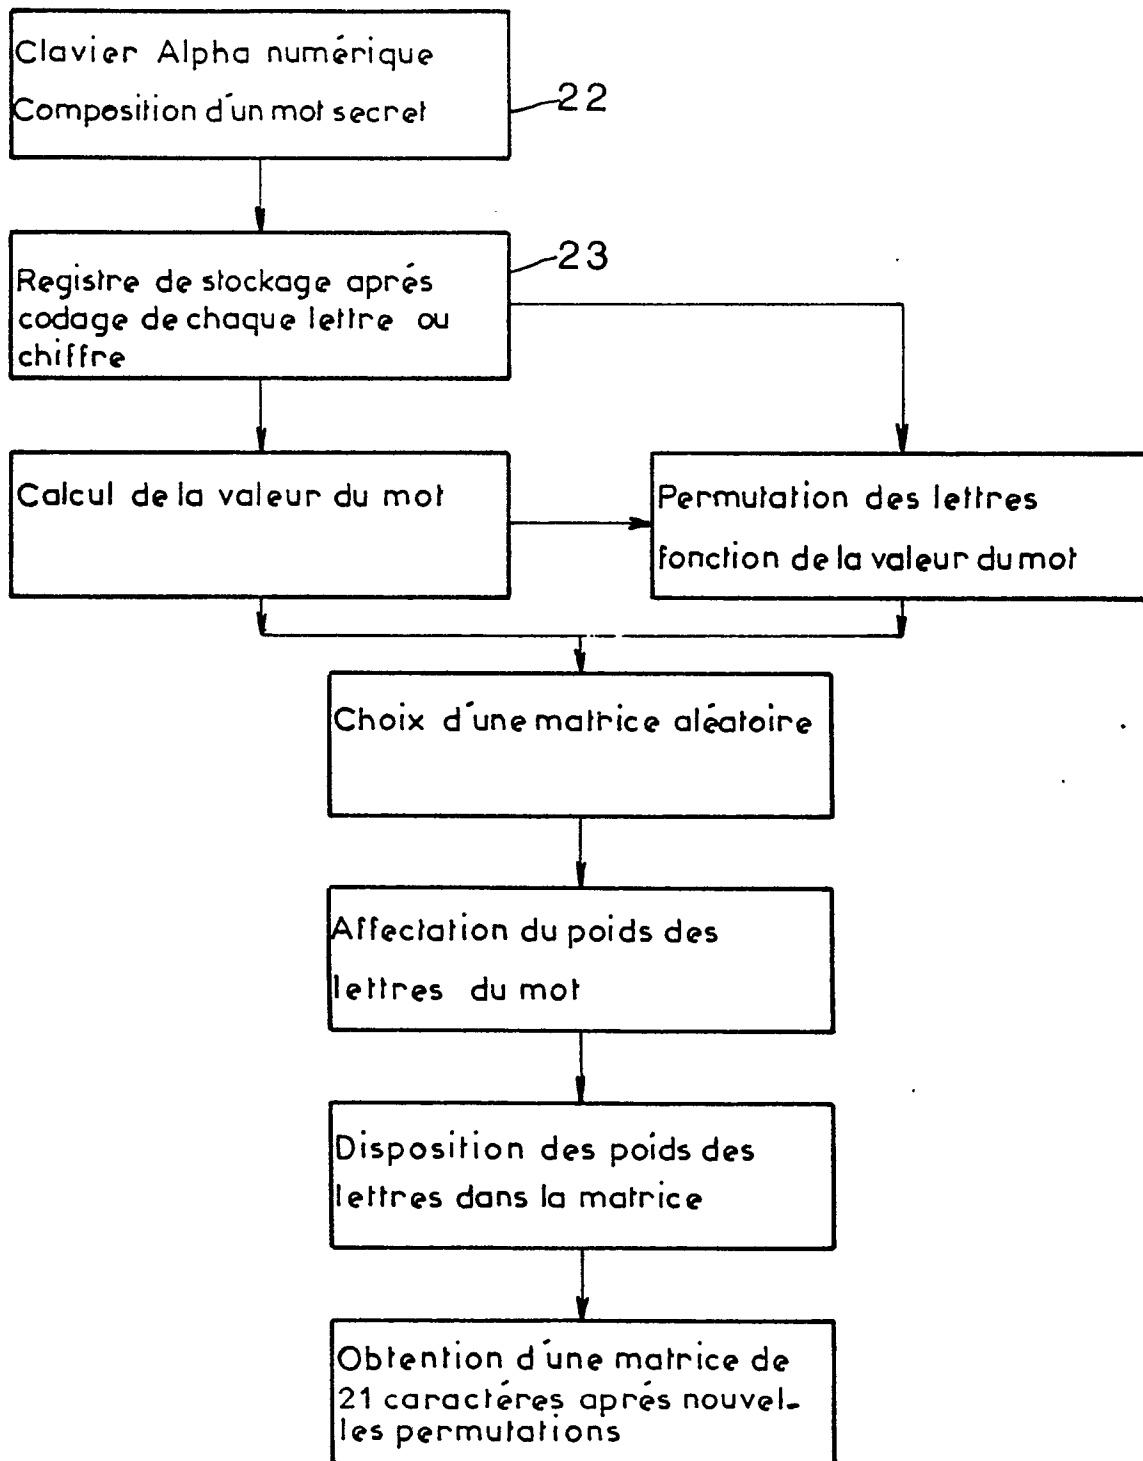 Clavier Alpha numérique
Composition d'un mot secret
22
23
Registre de stockage aprés
codage de chaque lettre ou
chiffre
Calcul de la valeur du mot
Permutation des lettres
fonction de la valeur du mot
Choix d'une matrice aléatoire
Affectation du poids des
lettres du mot
Disposition des poids des
lettres dans la matrice
Obtention d'une matrice de
21 caractéres aprés nouvel-
les permutations